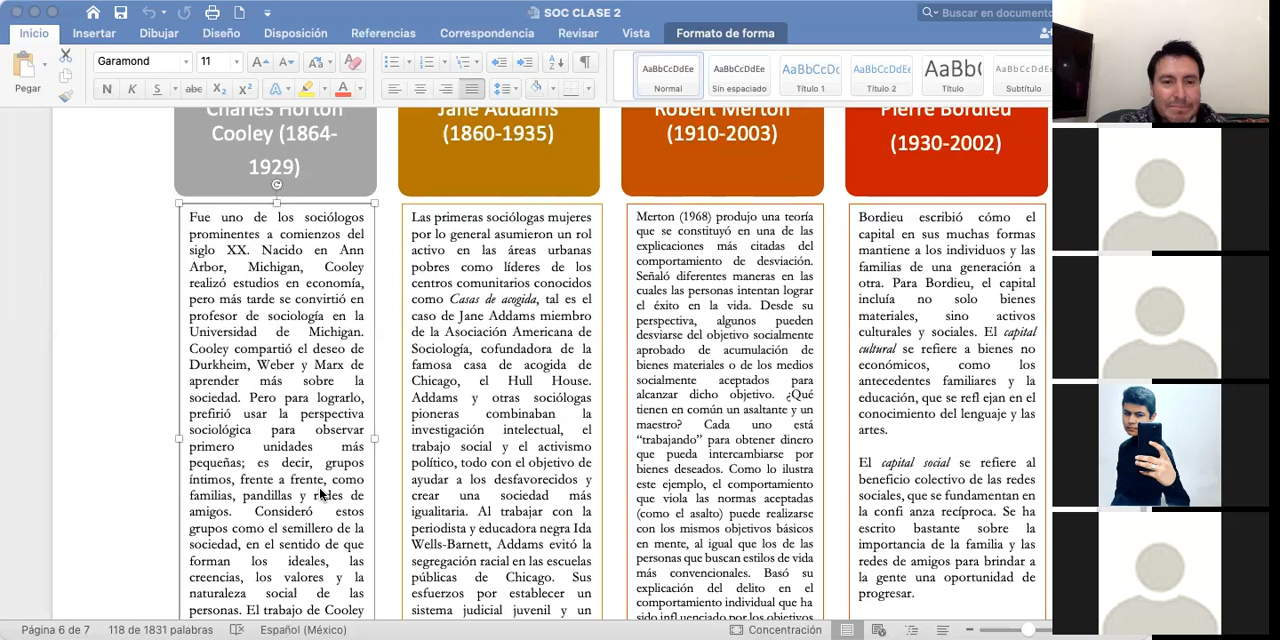 SOC CLASE 2
Buscar en documento
Inicio
Insertar
Dibujar
Diseño
Disposición
Referencias
Correspondencia
Revisar
Vista
Formato de forma
Pegar
Garamond
11
N K S abc X₂ X²
AaBbCcDdEe
Normal
AaBbCcDdEe
Sin espaciado
AaBbCcDc
Título 1
AaBbCcDdEe
Título 2
AaBbCcD
Título
AaBbCcDdEe
Subtítulo
Charles Horton
Cooley (1864-
1929)
Fue uno de los sociólogos
prominentes a comienzos del
siglo XX. Nacido en Ann
Arbor, Michigan, Cooley
realizó estudios en economía,
pero más tarde se convirtió en
profesor de sociología en la
Universidad de Michigan.
Cooley compartió el deseo de
Durkheim, Weber y Marx de
aprender más sobre la
sociedad. Pero para lograrlo,
prefirió usar la perspectiva
sociológica para observar
primero unidades más
pequeñas; es decir, grupos
íntimos, frente a frente, como
familias, pandillas y redes de
amigos. Consideró estos
grupos como el semillero de la
sociedad, en el sentido de que
forman los ideales, las
creencias, los valores y la
naturaleza social de las
personas. El trabajo de Cooley
Jane Addams
(1860-1935)
Las primeras sociólogas mujeres
por lo general asumieron un rol
activo en las áreas urbanas
pobres como líderes de los
centros comunitarios conocidos
como Casas de acogida, tal es el
caso de Jane Addams miembro
de la Asociación Americana de
Sociología, cofundadora de la
famosa casa de acogida de
Chicago, el Hull House.
Addams y otras sociólogas
pioneras combinaban la
investigación intelectual, el
trabajo social y el activismo
político, todo con el objetivo de
ayudar a los desfavorecidos y
crear una sociedad más
igualitaria. Al trabajar con la
periodista y educadora negra Ida
Wells-Barnett, Addams evitó la
segregación racial en las escuelas
públicas de Chicago. Sus
esfuerzos por establecer un
sistema judicial juvenil y un
Robert Merton
(1910-2003)
Merton (1968) produjo una teoría
que se constituyó en una de las
explicaciones más citadas del
comportamiento de desviación.
Señaló diferentes maneras en las
cuales las personas intentan lograr
el éxito en la vida. Desde su
perspectiva, algunos pueden
desviarse del objetivo socialmente
aprobado de acumulación de
bienes materiales o de los medios
socialmente aceptados para
alcanzar dicho objetivo. ¿Qué
tienen en común un asaltante y un
maestro? Cada uno está
“trabajando” para obtener dinero
que pueda intercambiarse por
bienes deseados. Como lo ilustra
este ejemplo, el comportamiento
que viola las normas aceptadas
(como el asalto) puede realizarse
con los mismos objetivos básicos
en mente, al igual que los de las
personas que buscan estilos de vida
más convencionales. Basó su
explicación del delito en el
comportamiento individual que ha
sido influenciado por los objetivos
Pierre Bordieu
(1930-2002)
Bordieu escribió cómo el
capital en sus muchas formas
mantiene a los individuos y las
familias de una generación a
otra. Para Bordieu, el capital
incluía no solo bienes
materiales, sino activos
culturales y sociales. El capital
cultural se refiere a bienes no
económicos, como los
antecedentes familiares y la
educación, que se refl ejan en el
conocimiento del lenguaje y las
artes.
El capital social se refiere al
beneficio colectivo de las redes
sociales, que se fundamentan en
la confi anza recíproca. Se ha
escrito bastante sobre la
importancia de la familia y las
redes de amigos para brindar a
la gente una oportunidad de
progresar.
Página 6 de 7
118 de 1831 palabras
Español (México)
Concentración